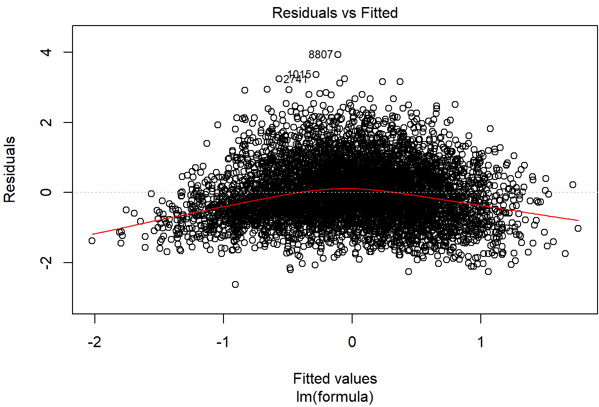 Residuals vs Fitted
Residuals
4
2
0
-2
8807
1015
2741
-2
-1
0
1
Fitted values
lm(formula)